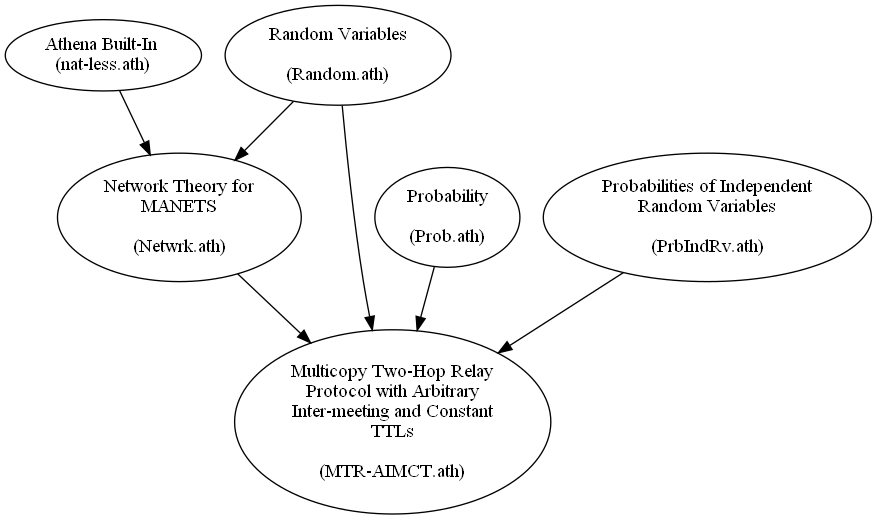 Athena Built-In
(nat-less.ath)
Random Variables
(Random.ath)
Network Theory for
MANETS
(Netwrk.ath)
Probability
(Prob.ath)
Probabilities of Independent
Random Variables
(PrbIndRv.ath)
Multicopy Two-Hop Relay
Protocol with Arbitrary
Inter-meeting and Constant
TTLs
(MTR-AIMCT.ath)